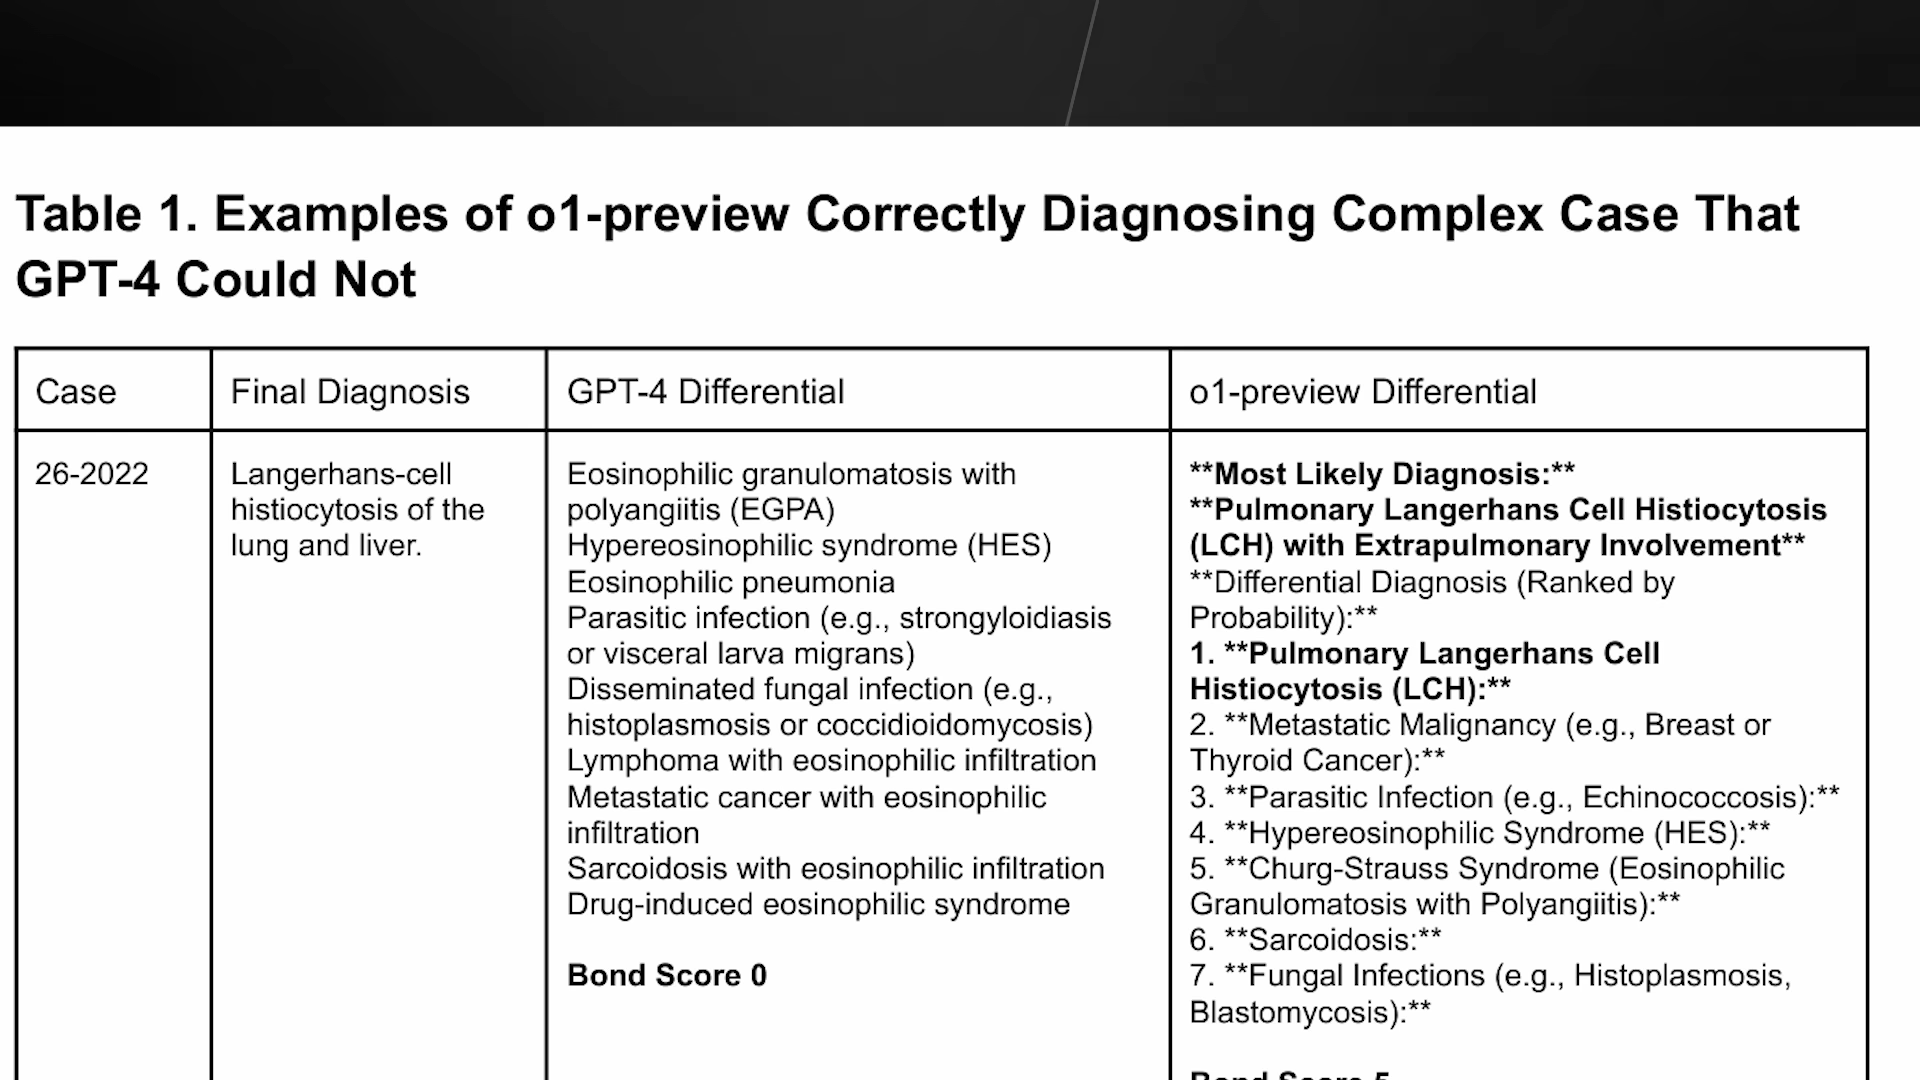 Table 1. Examples of o1-preview Correctly Diagnosing Complex Case That
GPT-4 Could Not
Case
Final Diagnosis
GPT-4 Differential
o1-preview Differential
26-2022
Langerhans-cell
histiocytosis of the
lung and liver.
Eosinophilic granulomatosis with
polyangiitis (EGPA)
Hypereosinophilic syndrome (HES)
Eosinophilic pneumonia
Parasitic infection (e.g., strongyloidiasis
or visceral larva migrans)
Disseminated fungal infection (e.g.,
histoplasmosis or coccidioidomycosis)
Lymphoma with eosinophilic infiltration
Metastatic cancer with eosinophilic
infiltration
Sarcoidosis with eosinophilic infiltration
Drug-induced eosinophilic syndrome
Bond Score 0
**Most Likely Diagnosis:**
**Pulmonary Langerhans Cell Histiocytosis
(LCH) with Extrapulmonary Involvement**
**Differential Diagnosis (Ranked by
Probability):**
1. **Pulmonary Langerhans Cell
Histiocytosis (LCH):**
2. **Metastatic Malignancy (e.g., Breast or
Thyroid Cancer):**
3. **Parasitic Infection (e.g., Echinococcosis):**
4. **Hypereosinophilic Syndrome (HES):**
5. **Churg-Strauss Syndrome (Eosinophilic
Granulomatosis with Polyangiitis):**
6. **Sarcoidosis:**
7. **Fungal Infections (e.g., Histoplasmosis,
Blastomycosis):**
Bond Score 5